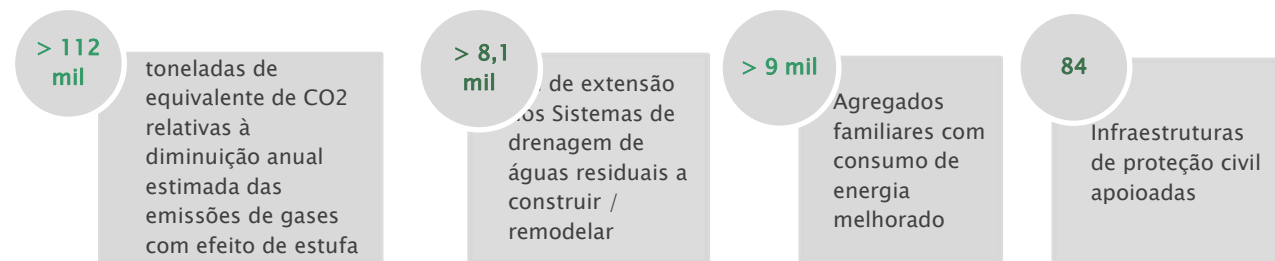 > 112
mil
toneladas de
equivalente de CO2
relativas à
diminuição anual
estimada das
emissões de gases
com efeito de estufa
> 8,1
mil
de extensão
dos Sistemas de
drenagem de
águas residuais a
construir /
remodelar
> 9 mil
Agregados
familiares com
consumo de
energia
melhorado
84
Infraestruturas
de proteção civil
apoioadas